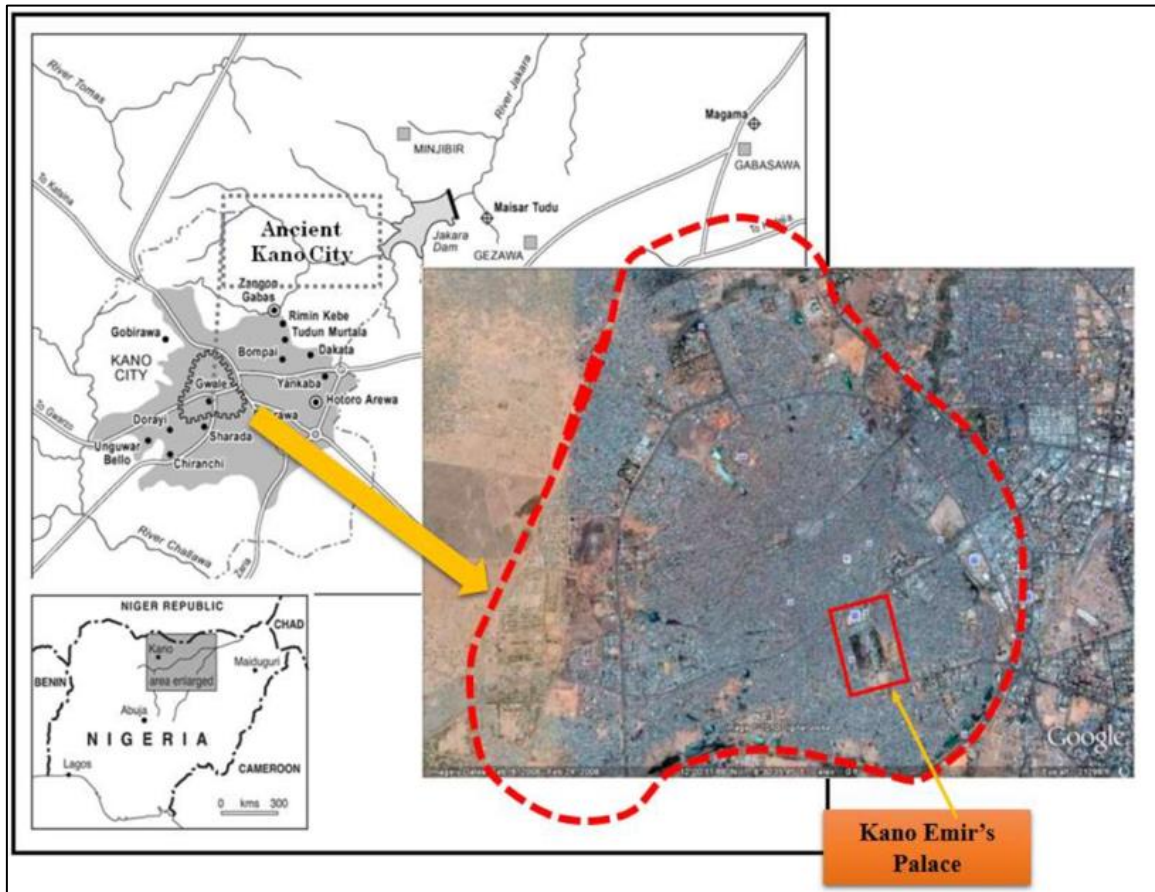 River Tomas
River Jakara
Magama
MINJIBIR
GABASAWA
To Katsina
Ancient
Kano City
Maisar Tudu
Jakara
Dam
GEZAWA
Zangon
Gabas
Rimin Kebe
Tudun Murtala
Gobirawa
Bompai
Dakata
KANO
CITY
Gwale
Yankaba
Hotoro Arewa
To Gwarzo
Dorayi
Sharada
Unguwar
Bello
Chiranchi
River Challawa
Zaria
Google
NIGER REPUBLIC
CHAD
Kano
Maiduguri
area enlarged
BENIN
Abuja
NIGERIA
Lagos
CAMEROON
0 kms 300
Kano Emir's
Palace